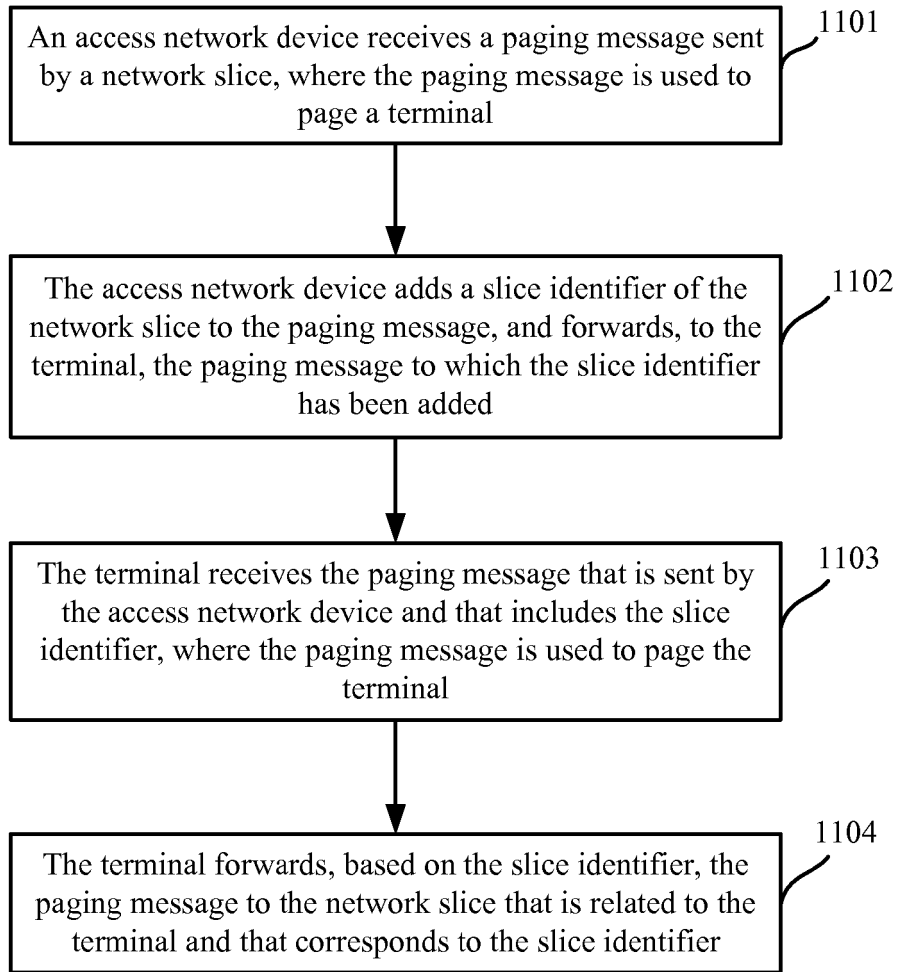 1101
An access network device receives a paging message sent
by a network slice, where the paging message is used to
page a terminal
1102
The access network device adds a slice identifier of the
network slice to the paging message, and forwards, to the
terminal, the paging message to which the slice identifier
has been added
1103
The terminal receives the paging message that is sent by
the access network device and that includes the slice
identifier, where the paging message is used to page the
terminal
1104
The terminal forwards, based on the slice identifier, the
paging message to the network slice that is related to the
terminal and that corresponds to the slice identifier